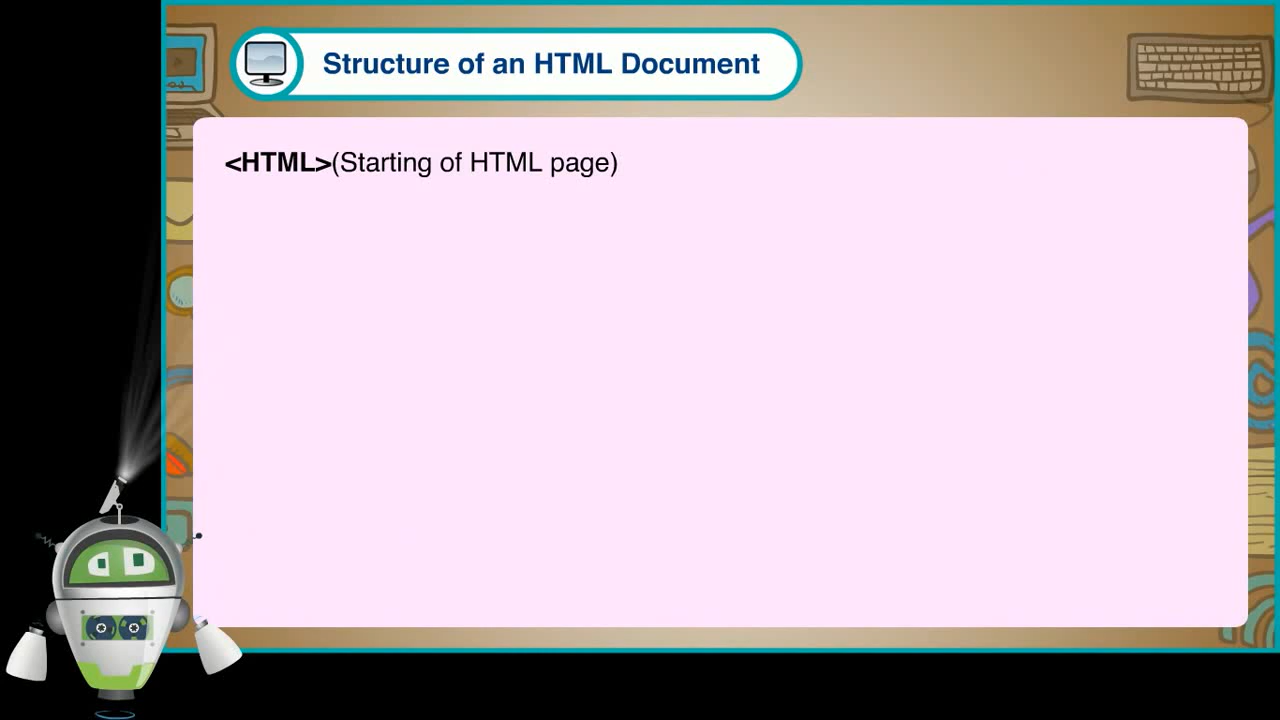 Structure of an HTML Document
<HTML>(Starting of HTML page)